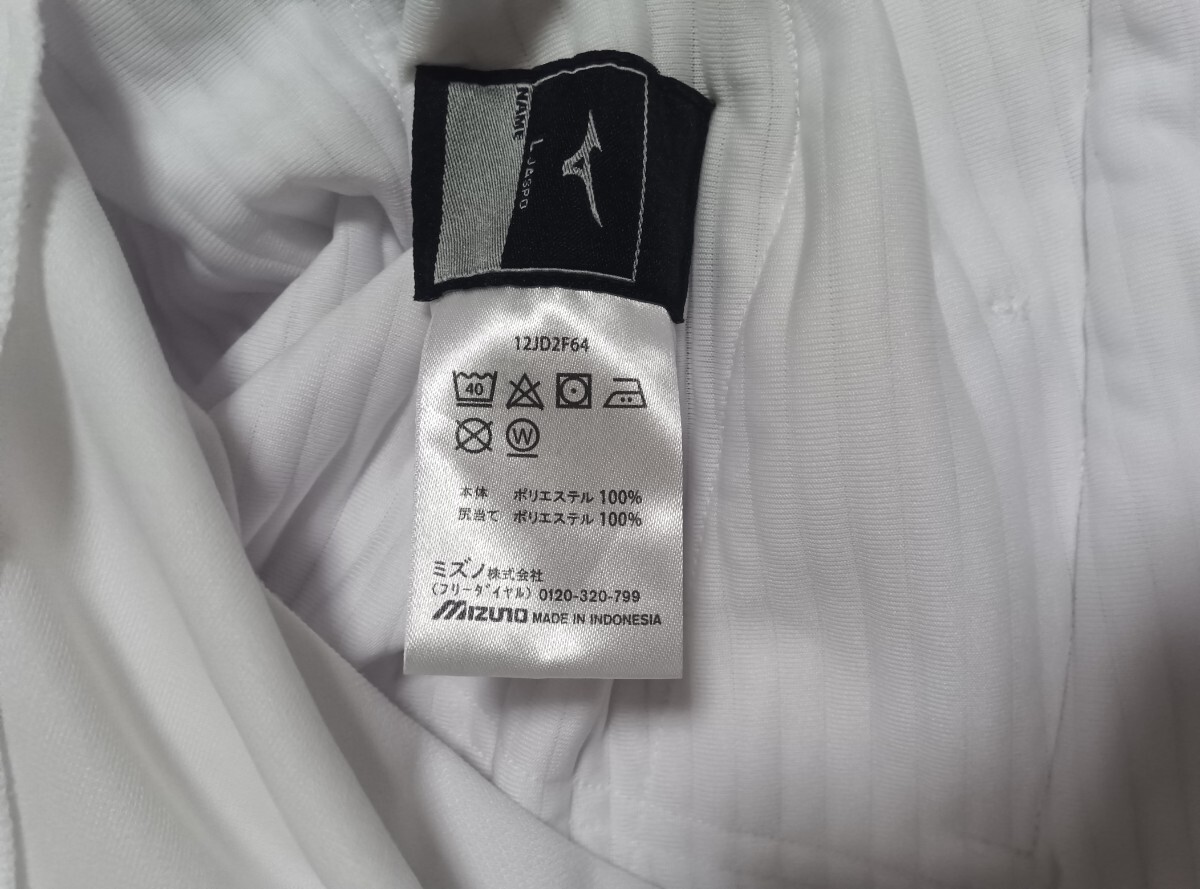 NAME
LJASPO
12JD2F64
40
W
本体 ポリエステル 100%
尻当て ポリエステル 100%
ミズノ株式会社
(フリーダイヤル) 0120-320-799
MIZUNO MADE IN INDONESIA